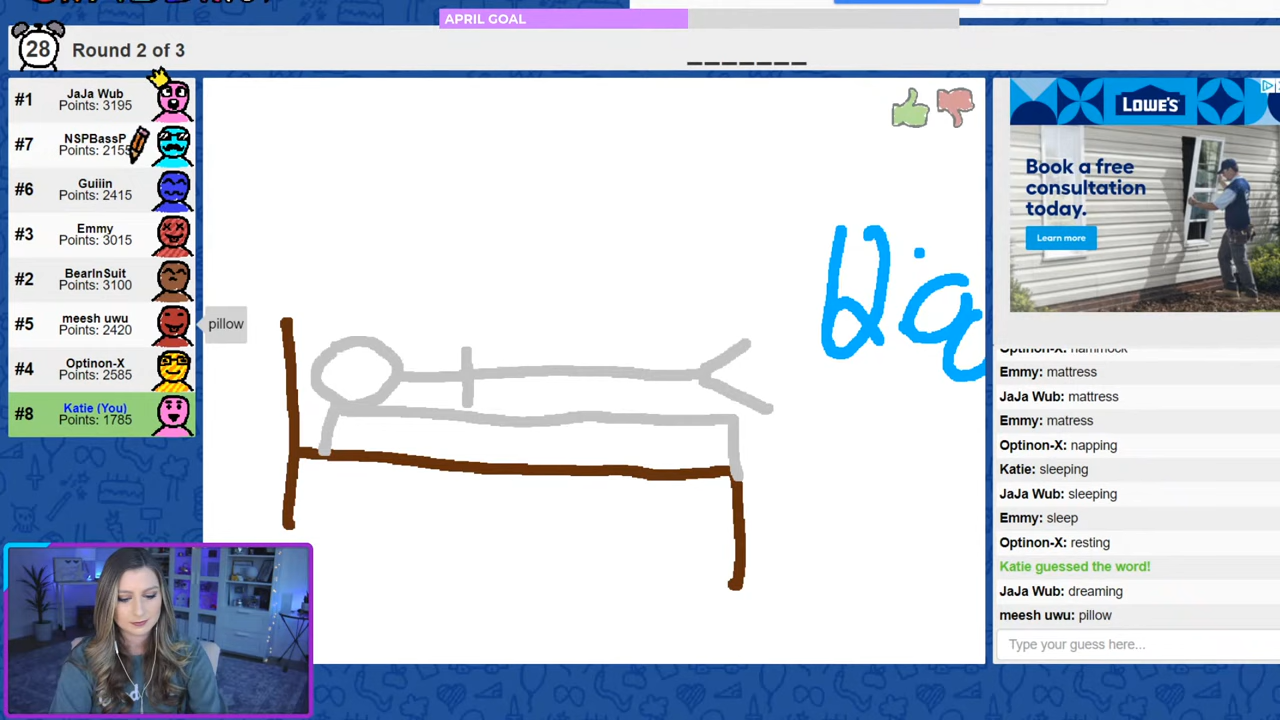 APRIL GOAL
28
Round 2 of 3
_ _ _ _ _ _ _
#1
JaJa Wub
Points: 3195
#7
NSPBassP
Points: 2155
#6
Guiiin
Points: 2415
#3
Emmy
Points: 3015
#2
BearInSuit
Points: 3100
#5
meesh uwu
Points: 2420
pillow
#4
Optinon-X
Points: 2585
#8
Katie (You)
Points: 1785
LOWE'S
Book a free
consultation
today.
Learn more
Optinon-X: hammock
Emmy: mattress
JaJa Wub: mattress
Emmy: matress
Optinon-X: napping
Katie: sleeping
JaJa Wub: sleeping
Emmy: sleep
Optinon-X: resting
Katie guessed the word!
JaJa Wub: dreaming
meesh uwu: pillow
Type your guess here...